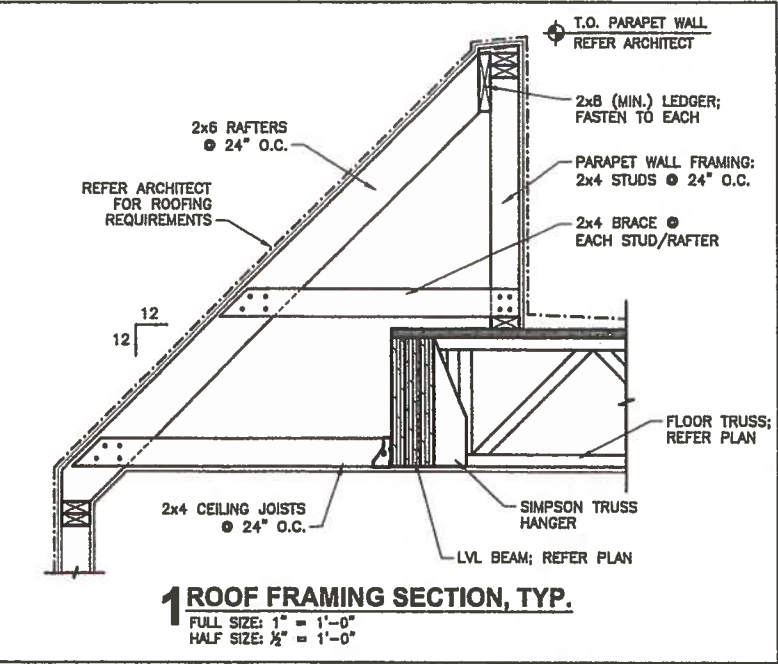 T.O. PARAPET WALL
REFER ARCHITECT
2x8 (MIN.) LEDGER;
FASTEN TO EACH
2x6 RAFTERS
@ 24" O.C.
PARAPET WALL FRAMING:
2x4 STUDS @ 24" O.C.
REFER ARCHITECT
FOR ROOFING
REQUIREMENTS
2x4 BRACE @
EACH STUD/RAFTER
12
12
FLOOR TRUSS;
REFER PLAN
2x4 CEILING JOISTS
@ 24" O.C.
SIMPSON TRUSS
HANGER
LVL BEAM; REFER PLAN
1 ROOF FRAMING SECTION, TYP.
FULL SIZE: 1" = 1'-0"
HALF SIZE: ½" = 1'-0"